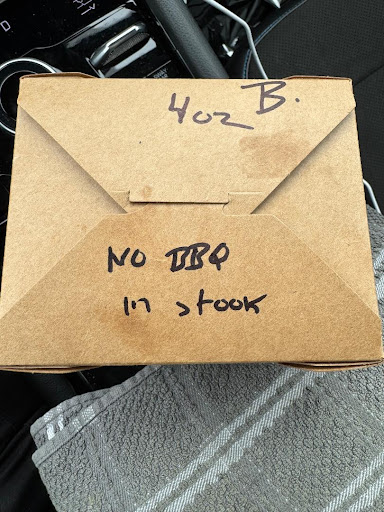 4oz B.
NO BBQ
in stook